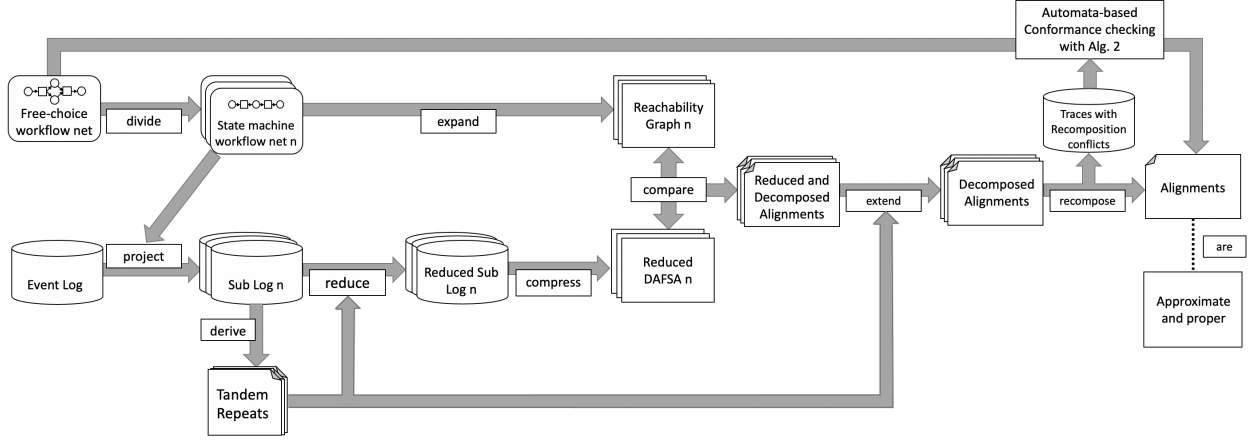 Automata-based
Conformance checking
with Alg. 2
Free-choice
workflow net
divide
State machine
workflow net n
expand
Reachability
Graph n
Traces with
Recomposition
conflicts
compare
Reduced and
Decomposed
Alignments
extend
Decomposed
Alignments
recompose
Alignments
are
Approximate
and proper
Event Log
project
Sub Log n
reduce
Reduced Sub
Log n
compress
Reduced
DAFSA n
derive
Tandem
Repeats